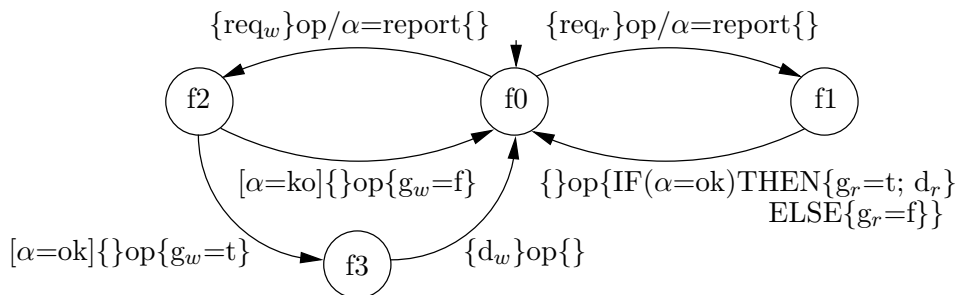 {req_w}op/α=report{}
{req_r}op/α=report{}
f2
f0
f1
[α=ko]{}op{g_w=f}
{}op{IF(α=ok)THEN{g_r=t; d_r}
ELSE{g_r=f}}
[α=ok]{}op{g_w=t}
f3
{d_w}op{}